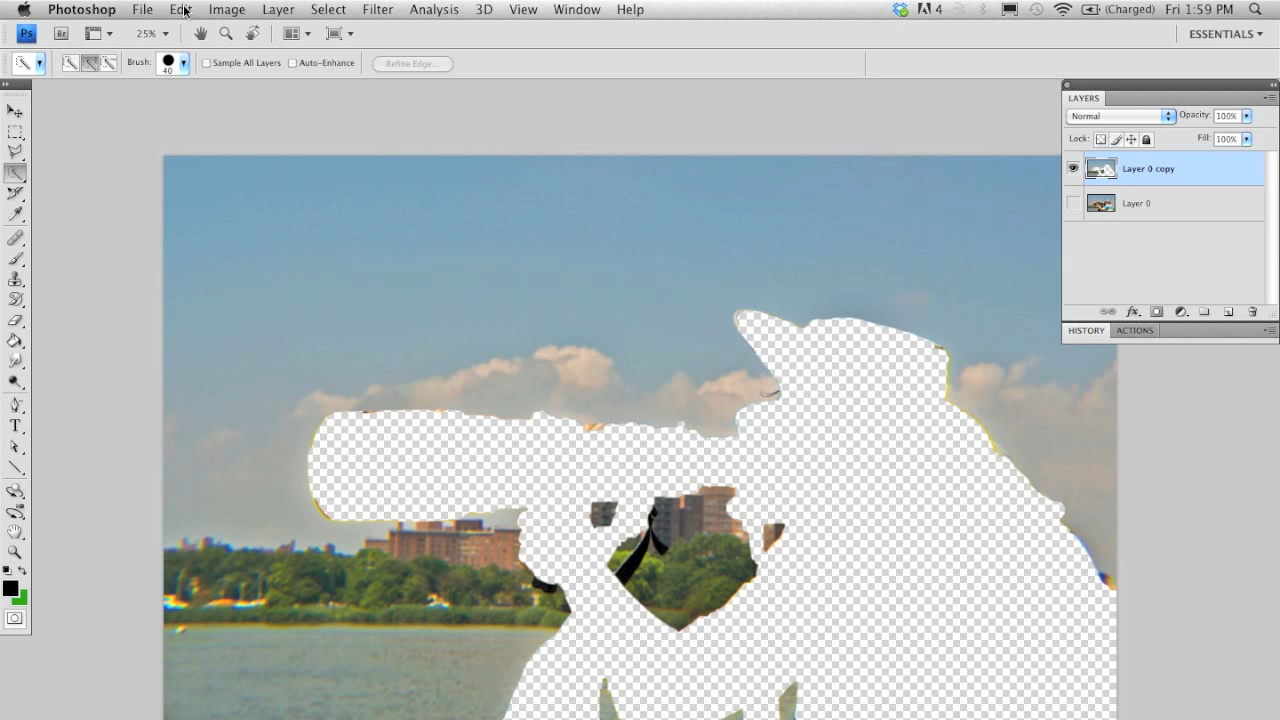 Photoshop File Edi Image Layer Select Filter Analysis 3D View Window Help 4 (Charged) Fri 1:59 PM
Ps Br 25% ESSENTIALS
Brush: 40 Sample All Layers Auto-Enhance Refine Edge...
LAYERS
Normal Opacity: 100%
Lock: Fill: 100%
Layer 0 copy
Layer 0
fx
HISTORY ACTIONS
T